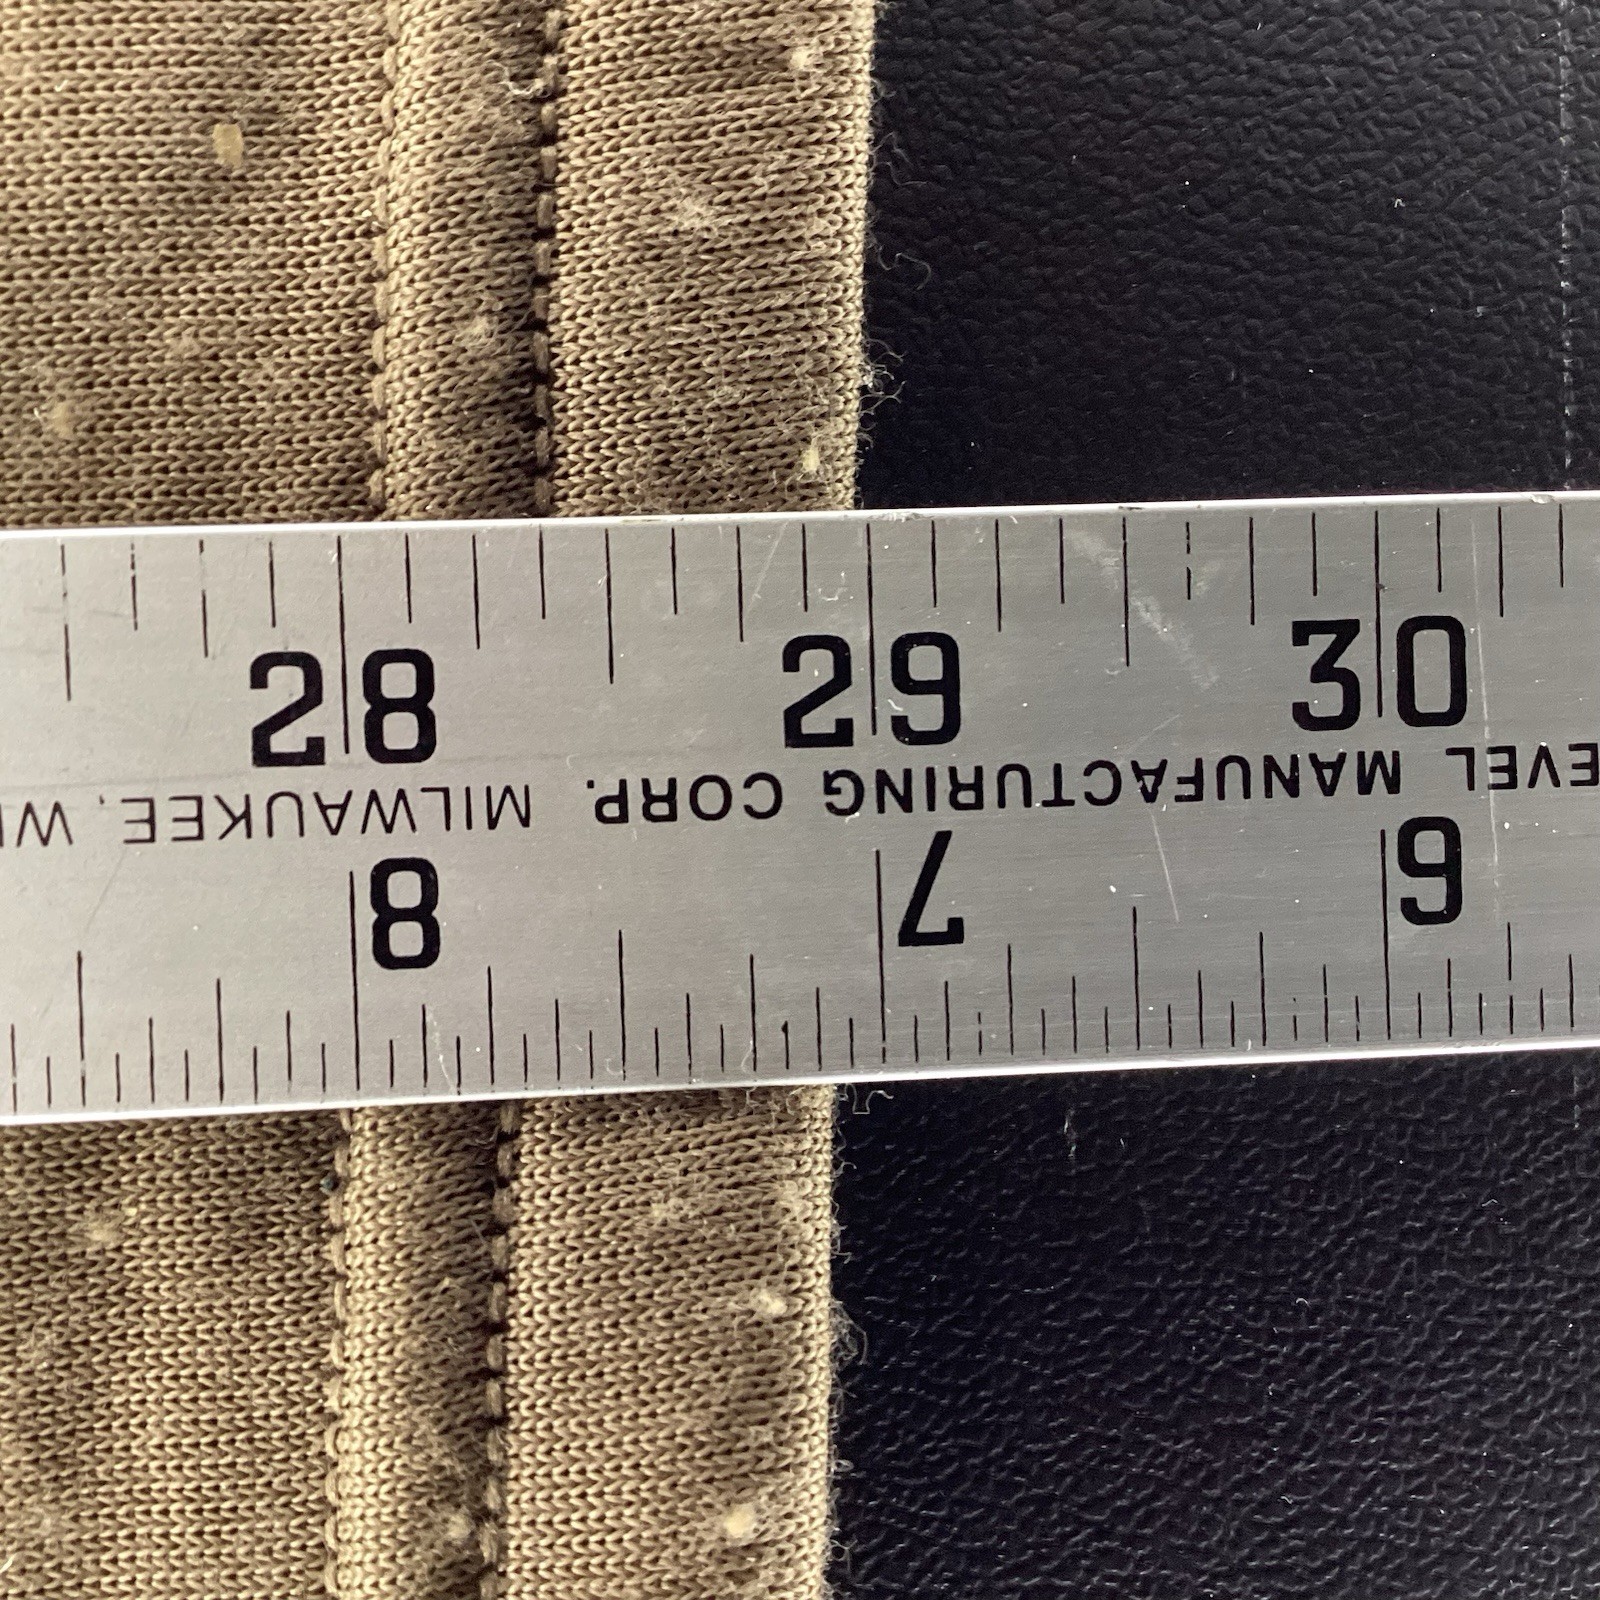 28 29 30
EVEL MANUFACTURING CORP. MILWAUKEE, WI
6 7 8